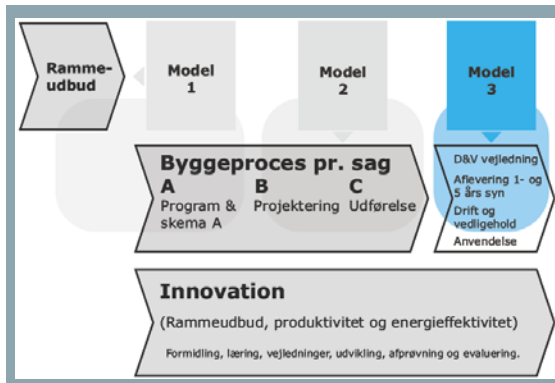 Ramme-
udbud
Model
1
Model
2
Model
3
Byggeproces pr. sag
A
B
C
Program &
skema A
Projektering
Udførelse
D&V vejledning
Aflevering 1- og
5 års syn
Drift og
vedligehold
Anvendelse
Innovation
(Rammeudbud, produktivitet og energieffektivitet)
Formidling, læring, vejledninger, udvikling, afprøvning og evaluering.